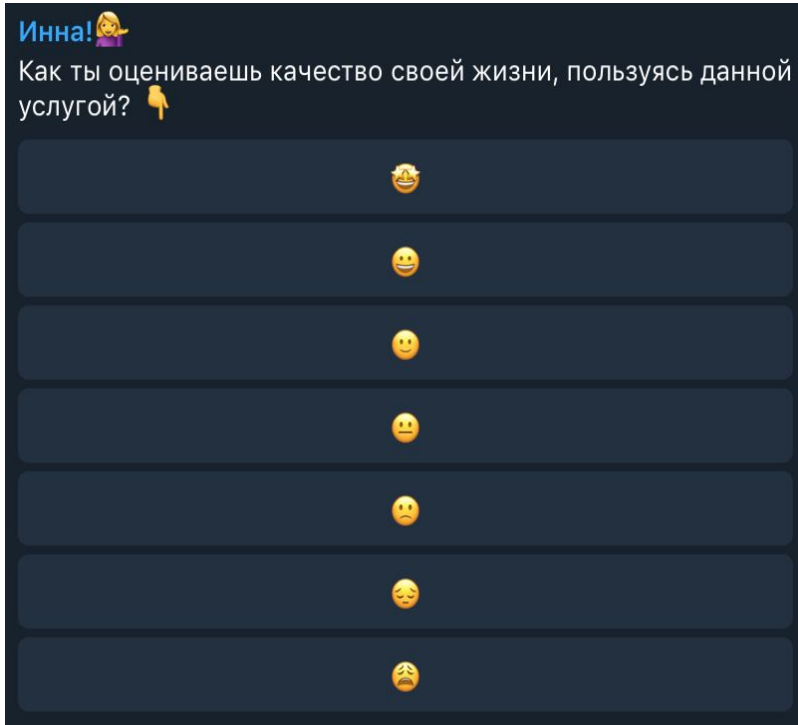 Инна!💁‍♀️
Как ты оцениваешь качество своей жизни, пользуясь данной
услугой? 👇
🤩
😀
🙂
😐
🙁
😔
😩